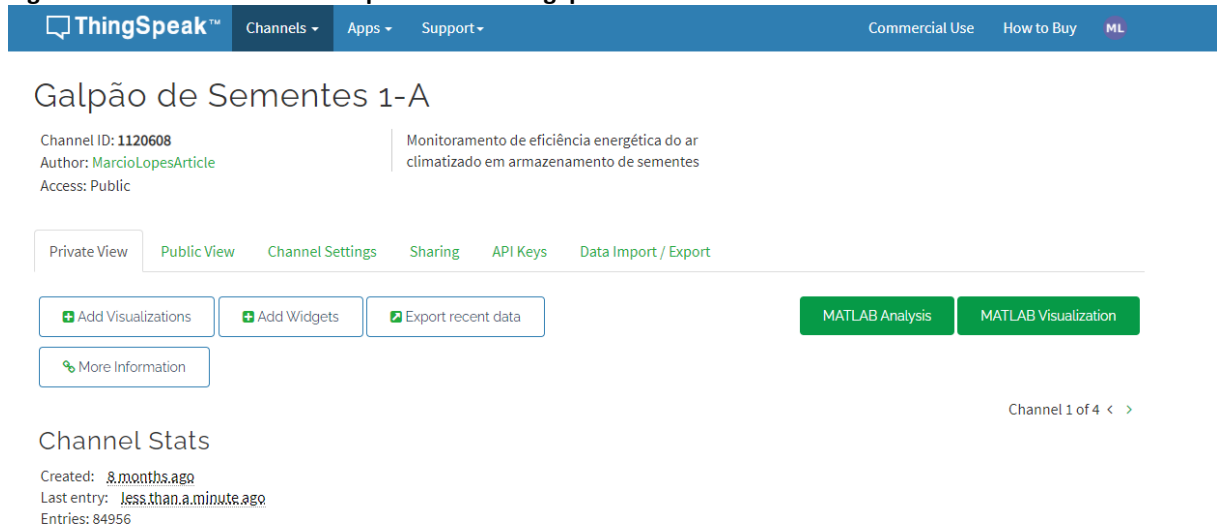 ThingSpeak™ Channels Apps Support Commercial Use How to Buy ML
Galpão de Sementes 1-A
Channel ID: 1120608
Author: MarcioLopesArticle
Access: Public
Monitoramento de eficiência energética do ar
climatizado em armazenamento de sementes
Private View Public View Channel Settings Sharing API Keys Data Import / Export
Add Visualizations Add Widgets Export recent data MATLAB Analysis MATLAB Visualization
More Information
Channel 1 of 4 < >
Channel Stats
Created: 8 months ago
Last entry: less than a minute ago
Entries: 84956